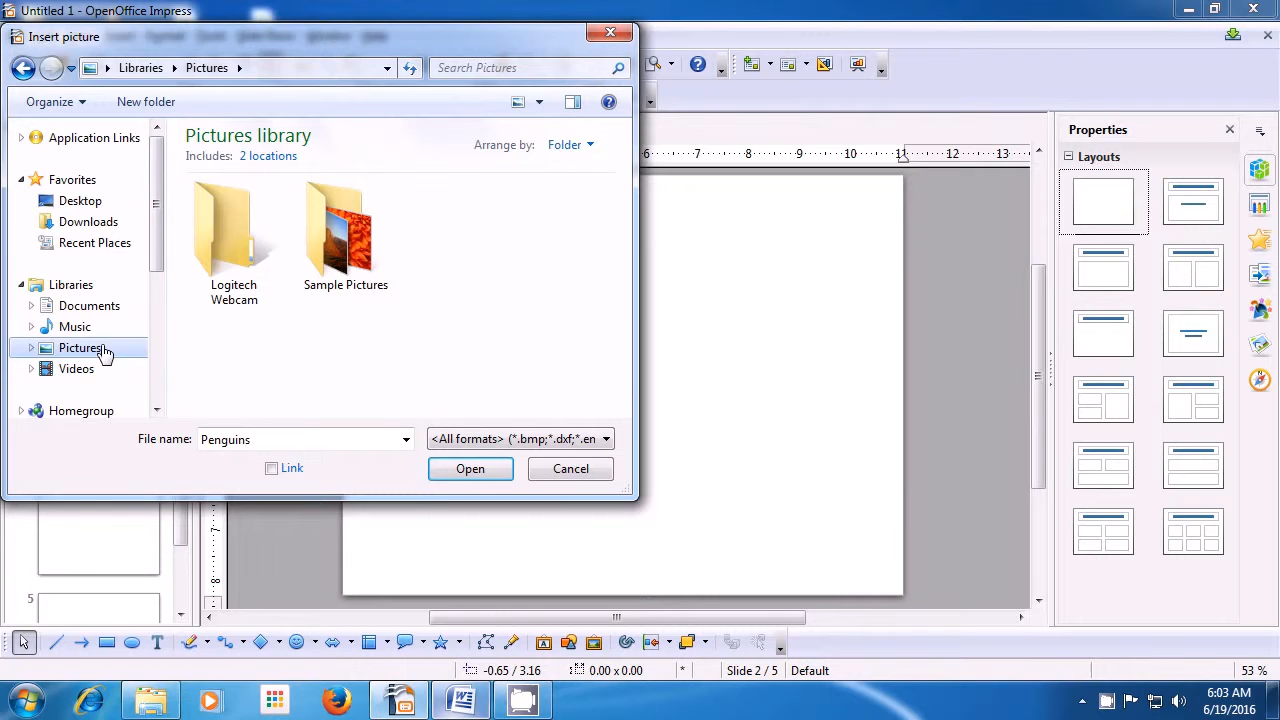 Untitled 1 - OpenOffice Impress
Insert picture
Libraries Pictures
Search Pictures
Organize New folder
Application Links
Favorites
Desktop
Downloads
Recent Places
Libraries
Documents
Music
Pictures
Videos
Homegroup
Pictures library
Includes: 2 locations
Arrange by: Folder
Logitech Webcam
Sample Pictures
File name: Penguins
<All formats> (*.bmp;*.dxf;*.en
Link
Open Cancel
6 7 8 9 10 11 12 13
7
8
5
Properties
Layouts
-0.65 / 3.16 0.00 x 0.00 * Slide 2 / 5 Default 53 %
6:03 AM
6/19/2016